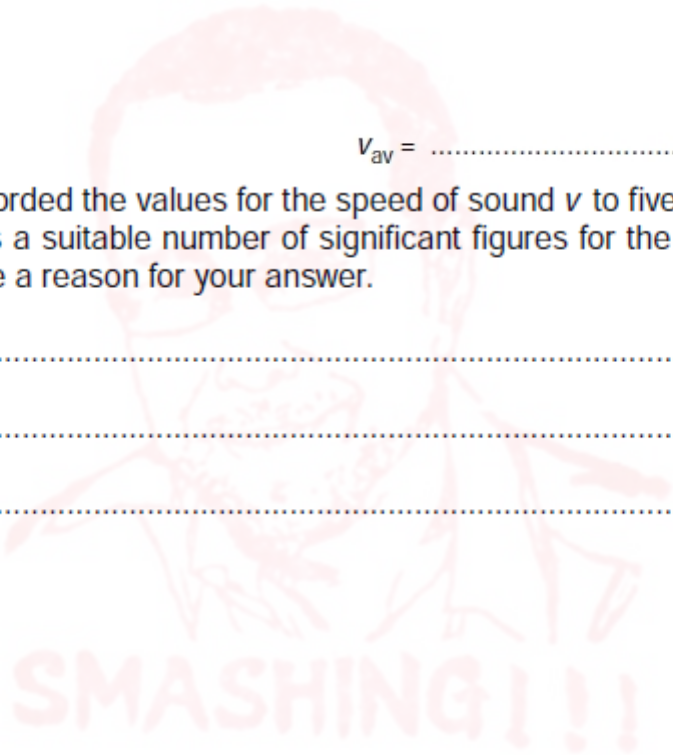 v av = ..............................
orded the values for the speed of sound v to five
a suitable number of significant figures for the
a reason for your answer.
SMASHING!!!